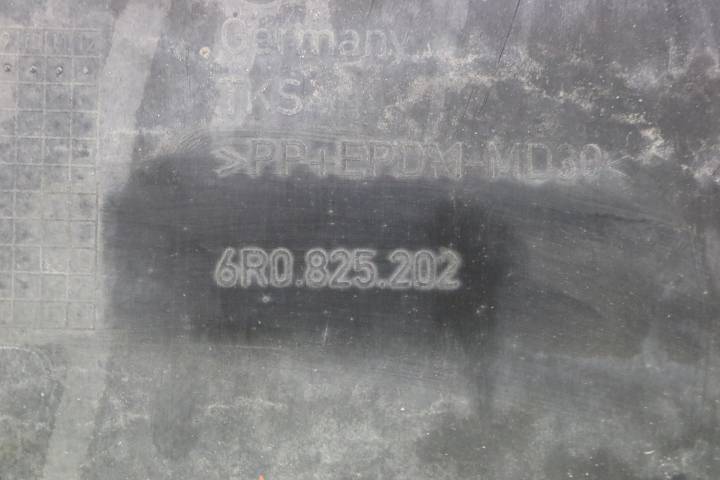 Germany
TKS
>PP+EPDM-MD30<
6R0.825.202